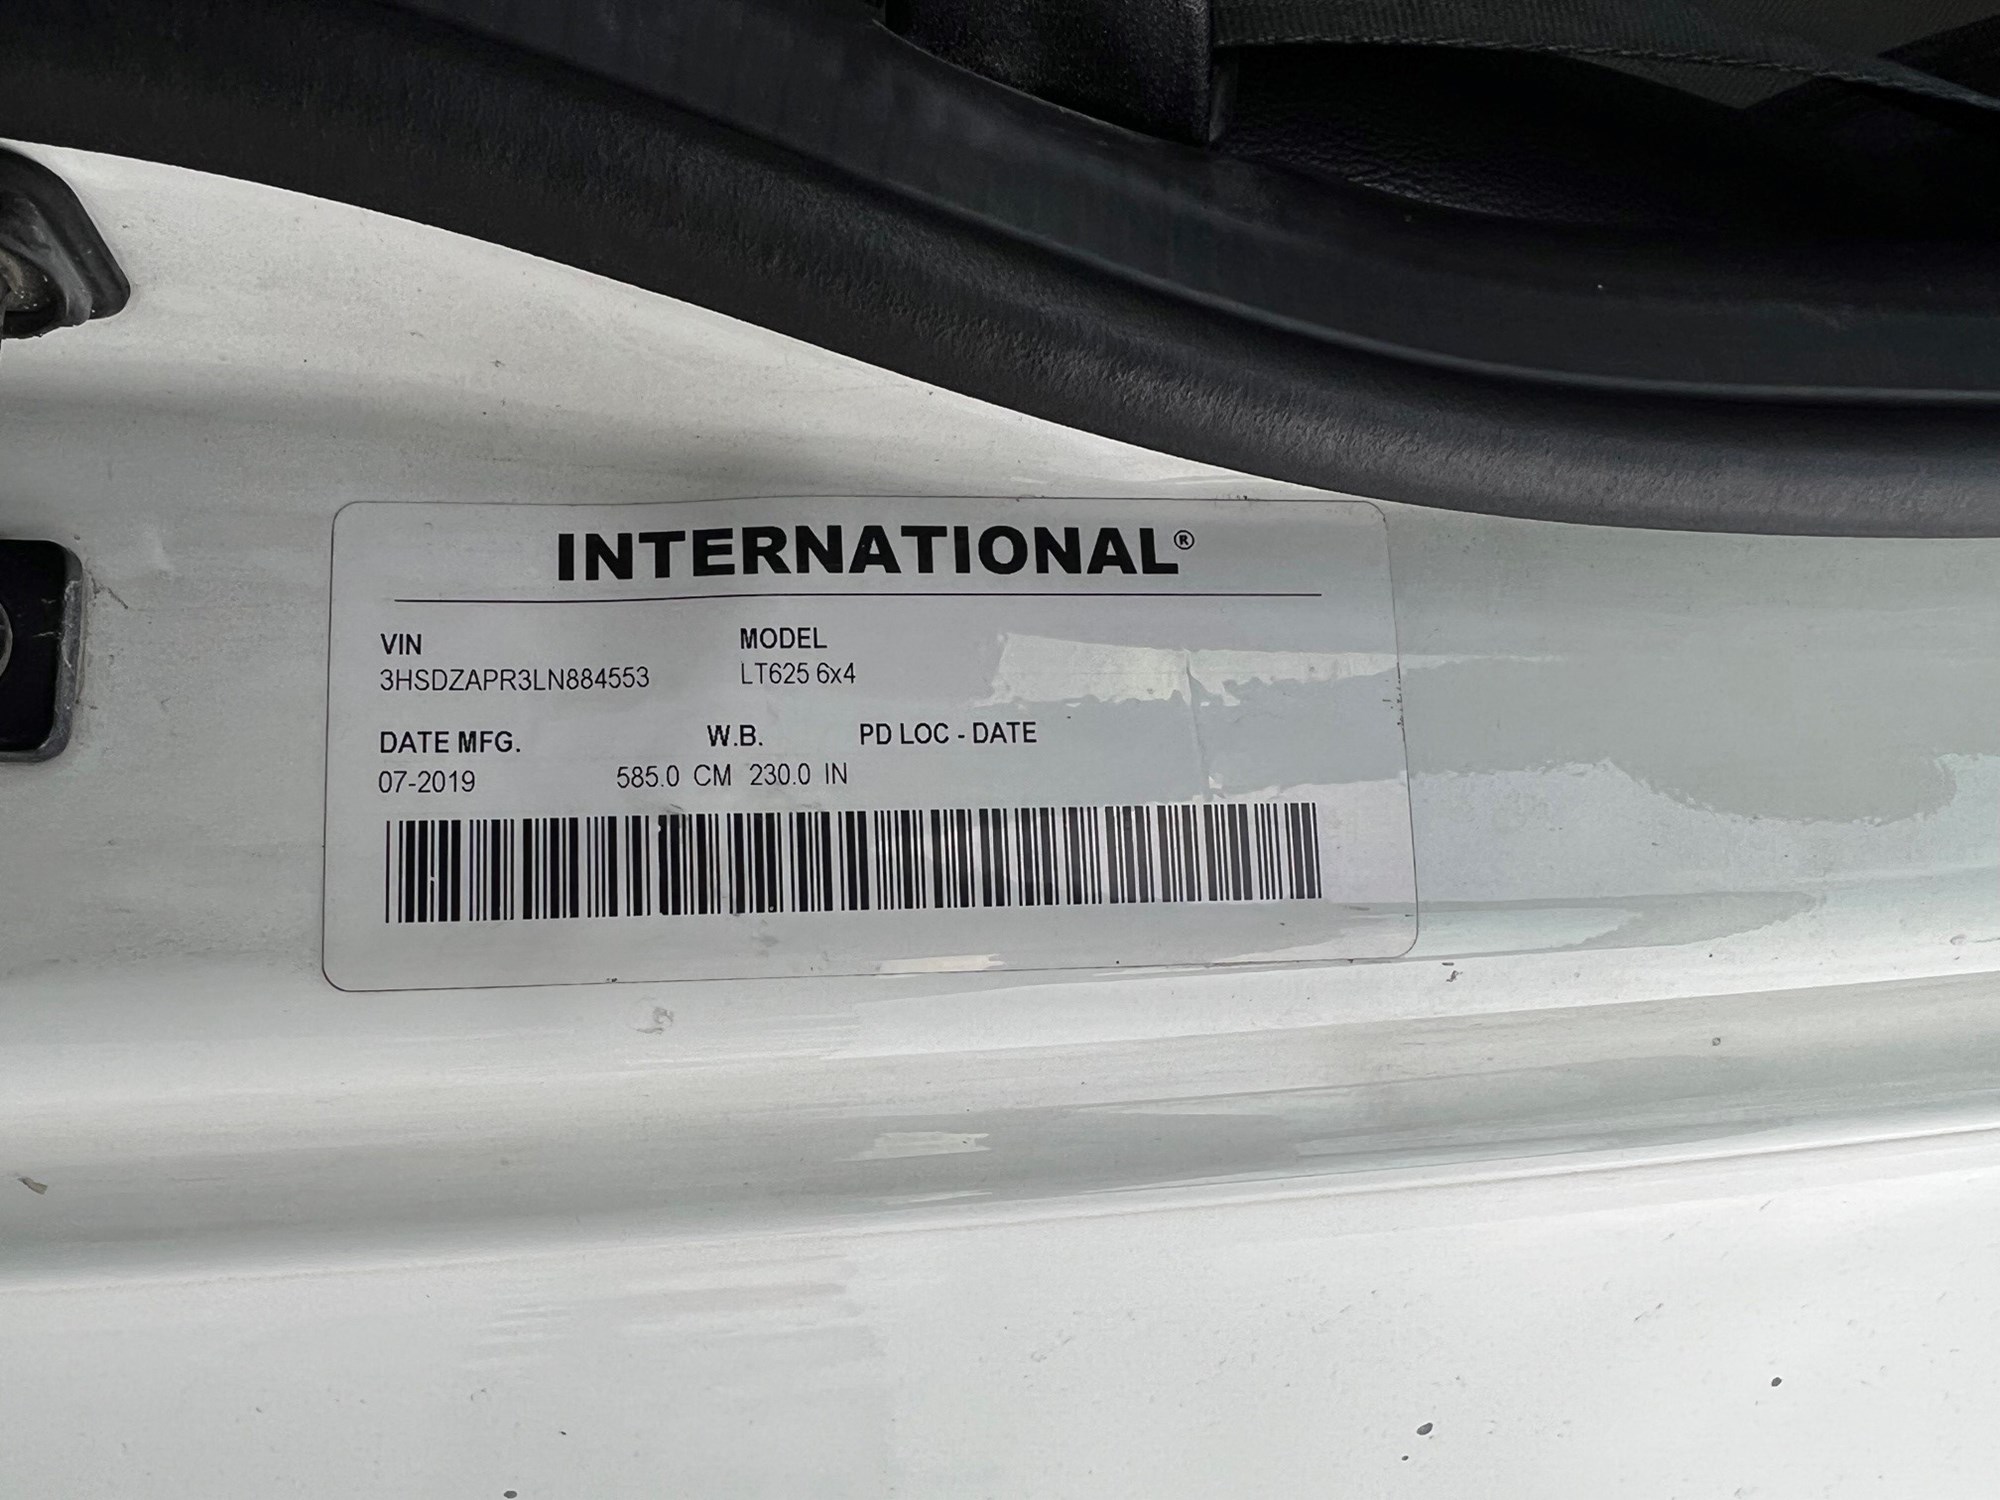 INTERNATIONAL®
VIN MODEL
3HSDZAPR3LN884553 LT625 6x4
DATE MFG. W.B. PD LOC - DATE
07-2019 585.0 CM 230.0 IN